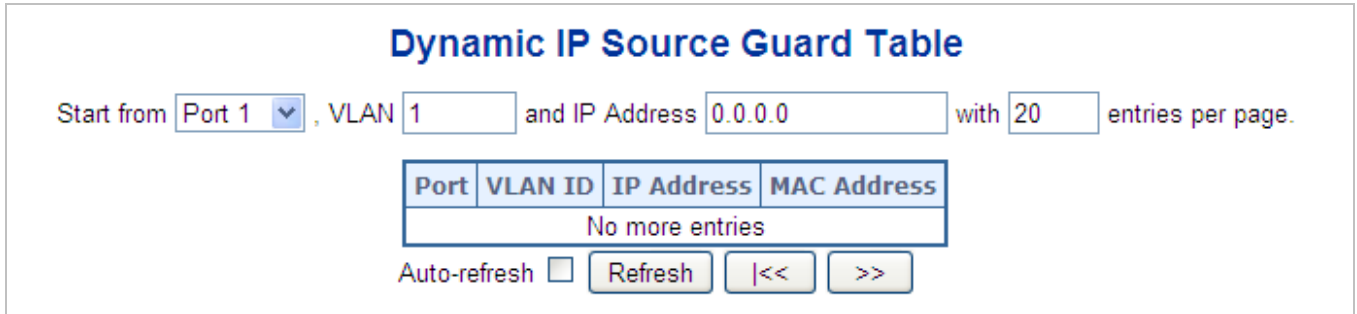 Dynamic IP Source Guard Table
Start from Port 1 , VLAN 1 and IP Address 0.0.0.0 with 20 entries per page.
Port VLAN ID IP Address MAC Address
No more entries
Auto-refresh Refresh |<< >>